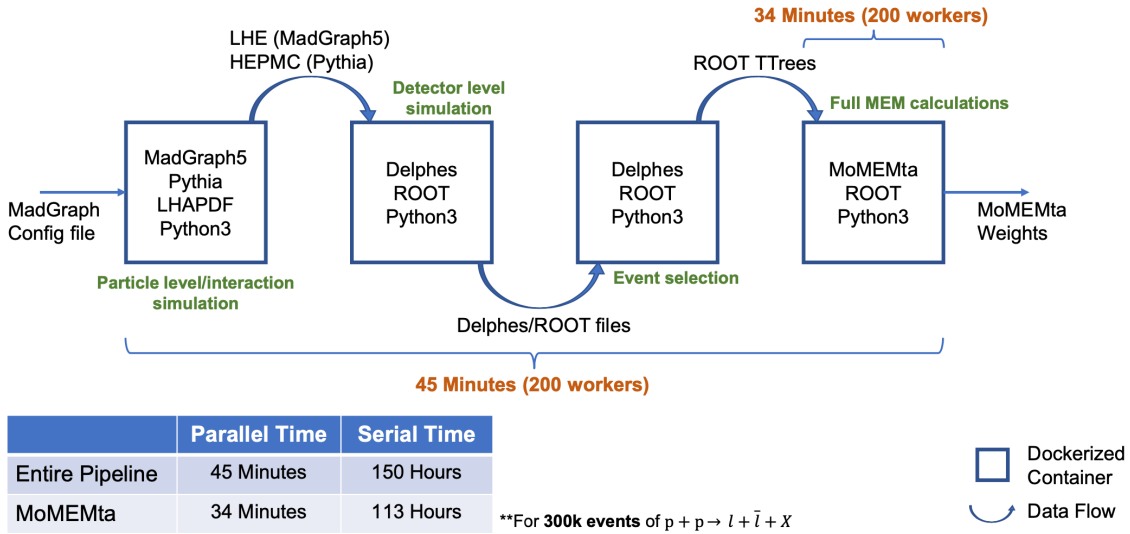 34 Minutes (200 workers)
LHE (MadGraph5)
HEPMC (Pythia)
ROOT TTrees
Detector level
simulation
Full MEM calculations
MadGraph5
Pythia
LHAPDF
Python3
Delphes
ROOT
Python3
Delphes
ROOT
Python3
MoMEMta
ROOT
Python3
MadGraph
Config file
MoMEMta
Weights
Particle level/interaction
simulation
Event selection
Delphes/ROOT files
45 Minutes (200 workers)
Parallel Time Serial Time
Entire Pipeline 45 Minutes 150 Hours
MoMEMta 34 Minutes 113 Hours
**For 300k events of p + p → l + l̅ + X
Dockerized
Container
Data Flow